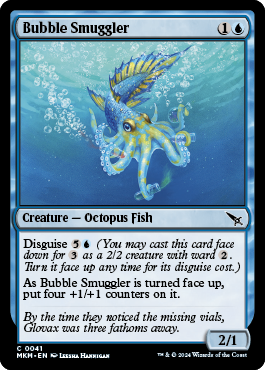 Bubble Smuggler 1
Creature — Octopus Fish
Disguise 5 (You may cast this card face
down for 3 as a 2/2 creature with ward 2.
Turn it face up any time for its disguise cost.)
As Bubble Smuggler is turned face up,
put four +1/+1 counters on it.
By the time they noticed the missing vials,
Glovax was three fathoms away.
2/1
C 0041
MKM • EN LEESHA HANNIGAN
™ & © 2024 Wizards of the Coast